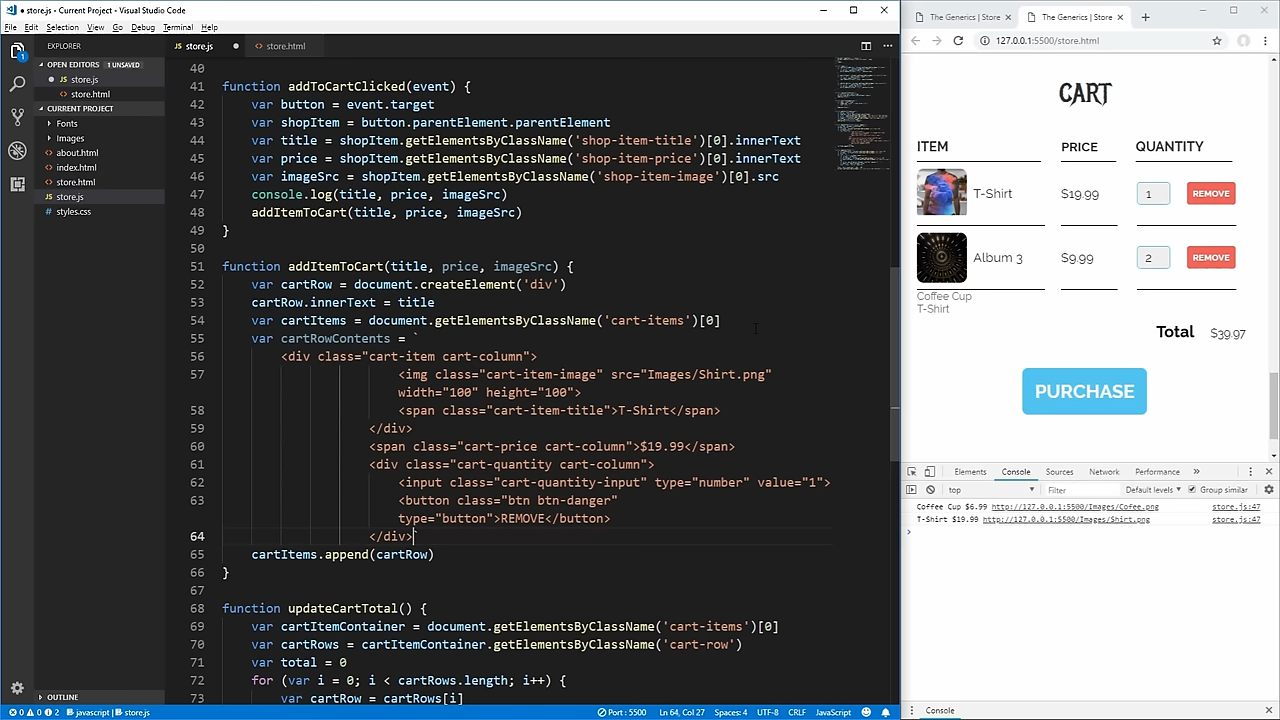 store.js - Current Project - Visual Studio Code
File Edit Selection View Go Debug Terminal Help
EXPLORER
OPEN EDITORS 1 UNSAVED
store.js
store.html
CURRENT PROJECT
Fonts
Images
about.html
index.html
store.html
store.js
styles.css
OUTLINE
1
store.js
store.html
40
41 function addToCartClicked(event) {
42 var button = event.target
43 var shopItem = button.parentElement.parentElement
44 var title = shopItem.getElementsByClassName('shop-item-title')[0].innerText
45 var price = shopItem.getElementsByClassName('shop-item-price')[0].innerText
46 var imageSrc = shopItem.getElementsByClassName('shop-item-image')[0].src
47 console.log(title, price, imageSrc)
48 addItemToCart(title, price, imageSrc)
49 }
50
51 function addItemToCart(title, price, imageSrc) {
52 var cartRow = document.createElement('div')
53 cartRow.innerText = title
54 var cartItems = document.getElementsByClassName('cart-items')[0]
55 var cartRowContents = `
56 <div class="cart-item cart-column">
57 <img class="cart-item-image" src="Images/Shirt.png"
width="100" height="100">
58 <span class="cart-item-title">T-Shirt</span>
59 </div>
60 <span class="cart-price cart-column">$19.99</span>
61 <div class="cart-quantity cart-column">
62 <input class="cart-quantity-input" type="number" value="1">
63 <button class="btn btn-danger"
type="button">REMOVE</button>
64 </div>
65 cartItems.append(cartRow)
66 }
67
68 function updateCartTotal() {
69 var cartItemContainer = document.getElementsByClassName('cart-items')[0]
70 var cartRows = cartItemContainer.getElementsByClassName('cart-row')
71 var total = 0
72 for (var i = 0; i < cartRows.length; i++) {
73 var cartRow = cartRows[i]
0 0 2 javascript | store.js Port : 5500 Ln 64, Col 27 Spaces: 4 UTF-8 CRLF JavaScript
The Generics | Store
The Generics | Store
127.0.0.1:5500/store.html
CART
ITEM PRICE QUANTITY
T-Shirt $19.99 1 REMOVE
Album 3 $9.99 2 REMOVE
Coffee Cup
T-Shirt
Total $39.97
PURCHASE
Elements Console Sources Network Performance »
top Filter Default levels Group similar
Coffee Cup $6.99 http://127.0.0.1:5500/Images/Cofee.png store.js:47
T-Shirt $19.99 http://127.0.0.1:5500/Images/Shirt.png store.js:47
Console